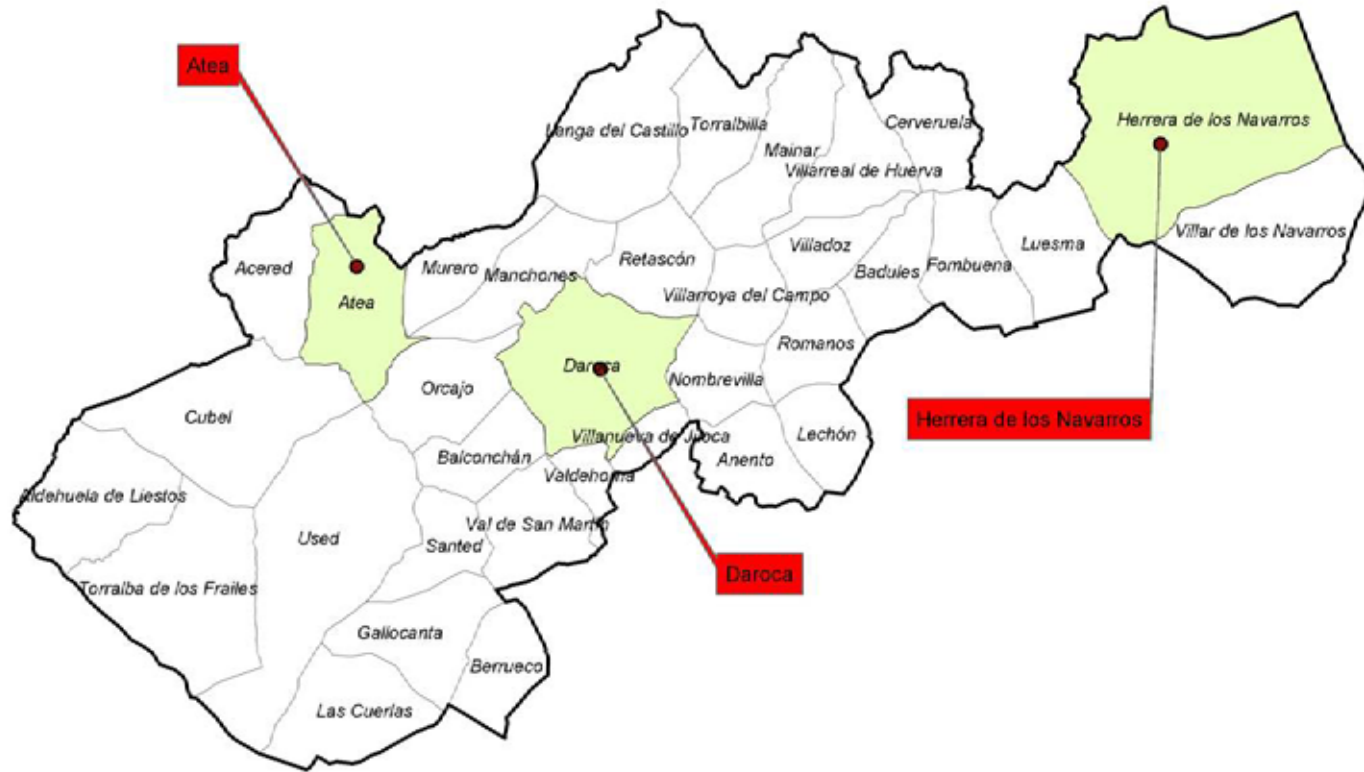 Atea
Herrera de los Navarros
Langa del Castillo
Torralbilla
Cerveruela
Mainar
Villarreal de Huerva
Acered
Atea
Murero
Manchones
Retascón
Villadoz
Badules
Fombuena
Luesma
Villar de los Navarros
Villarroya del Campo
Romanos
Daroca
Nombrevilla
Orcajo
Cubel
Herrera de los Navarros
Villanueva de Jiloca
Lechón
Anento
Balconchán
Valdehorna
Aldehuela de Liestos
Used
Santed
Val de San Martín
Daroca
Torralba de los Frailes
Gallocanta
Berrueco
Las Cuerlas